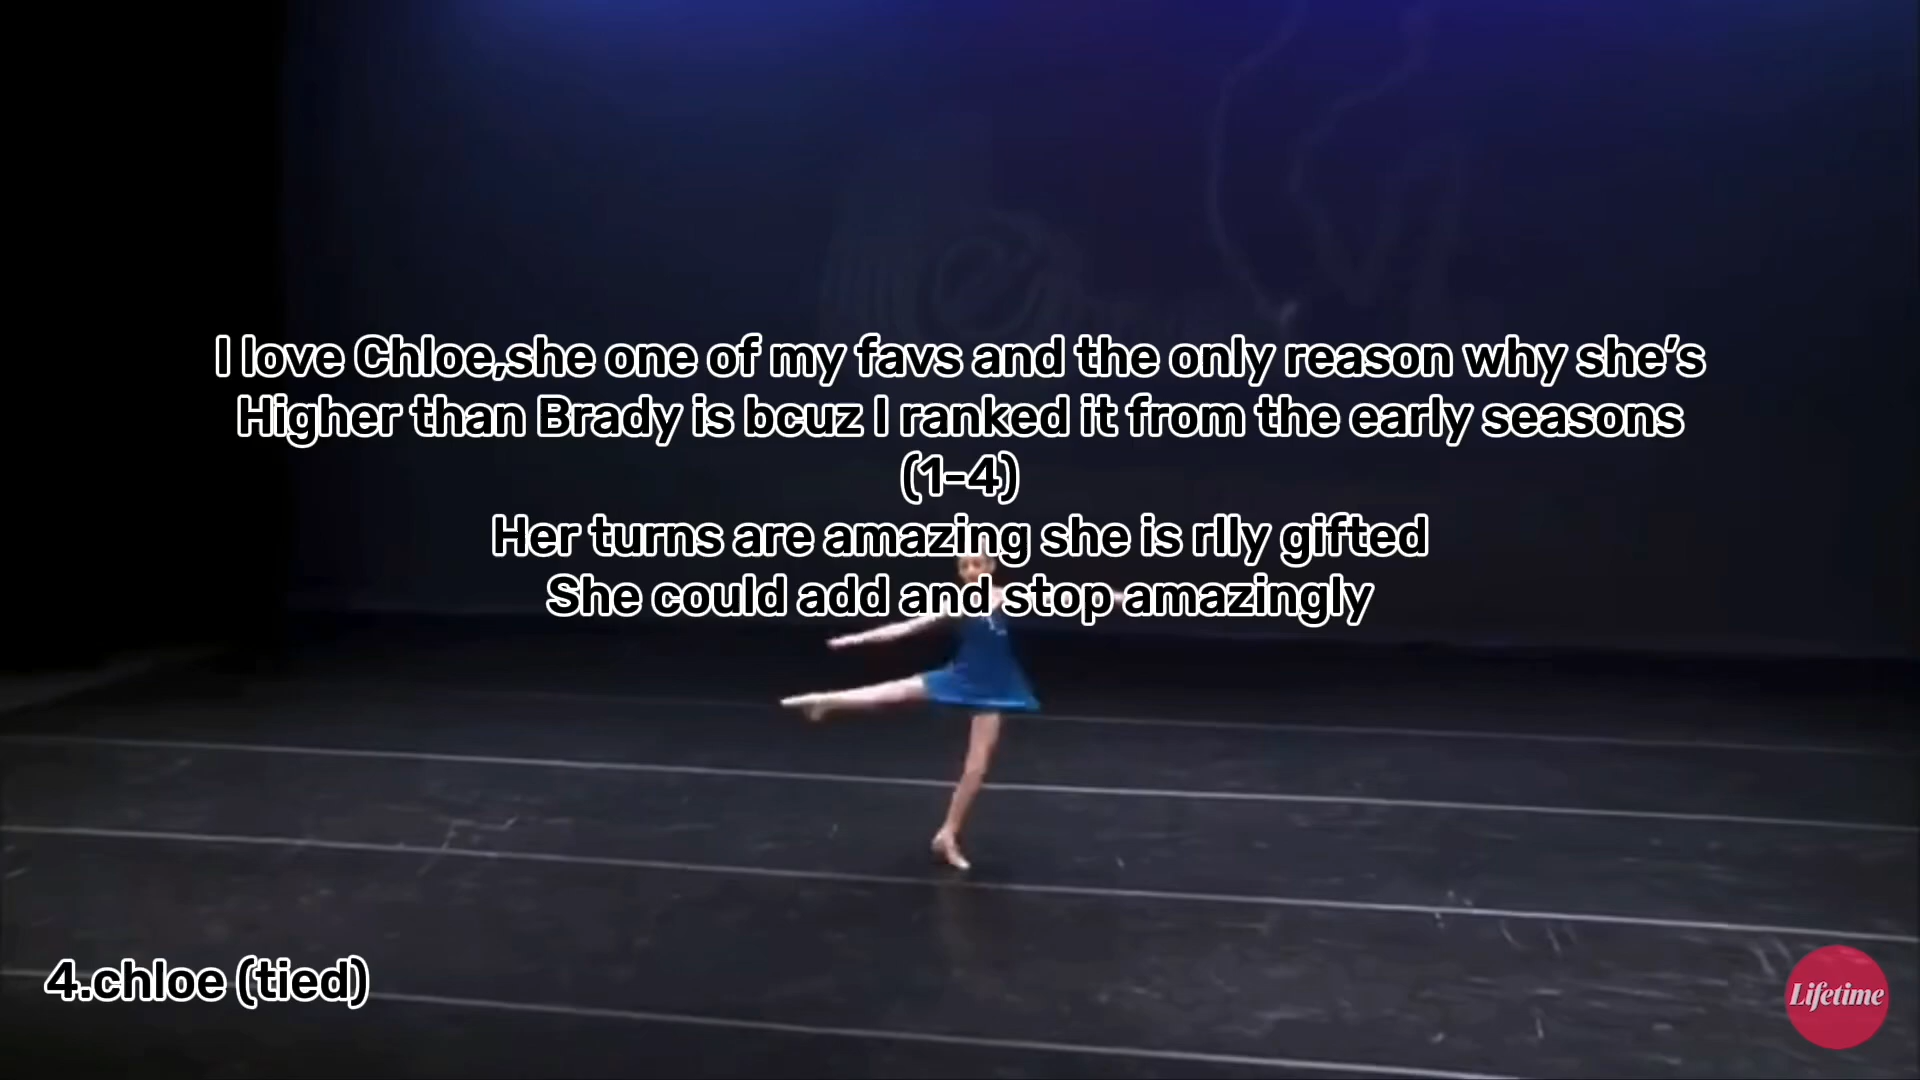 I love Chloe,she one of my favs and the only reason why she’s
Higher than Brady is bcuz I ranked it from the early seasons
(1-4)
Her turns are amazing she is rlly gifted
She could add and stop amazingly
4.chloe (tied)
Lifetime